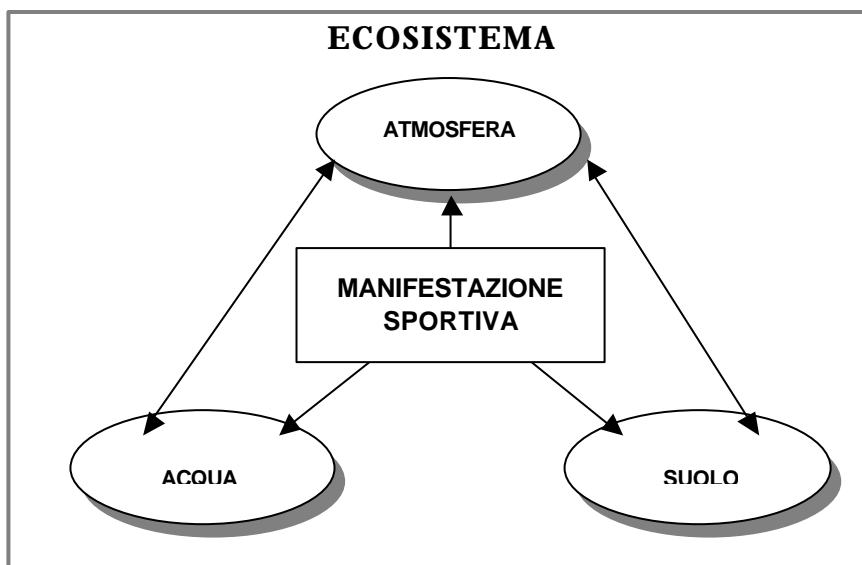 ECOSISTEMA
ATMOSFERA
MANIFESTAZIONE
SPORTIVA
ACQUA
SUOLO